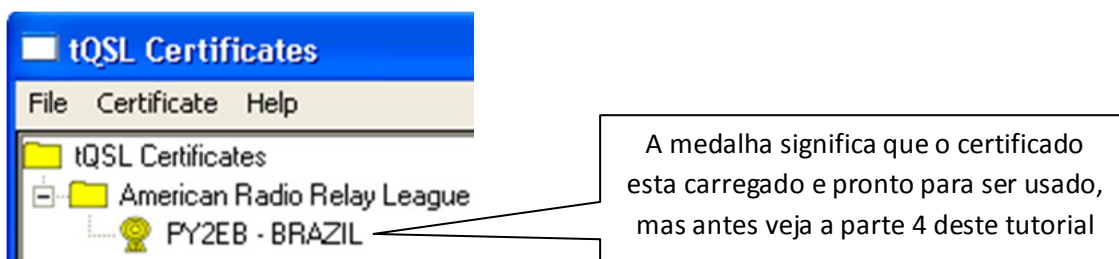 tQSL Certificates
File Certificate Help
tQSL Certificates
American Radio Relay League
PY2EB - BRAZIL
A medalha significa que o certificado
esta carregado e pronto para ser usado,
mas antes veja a parte 4 deste tutorial